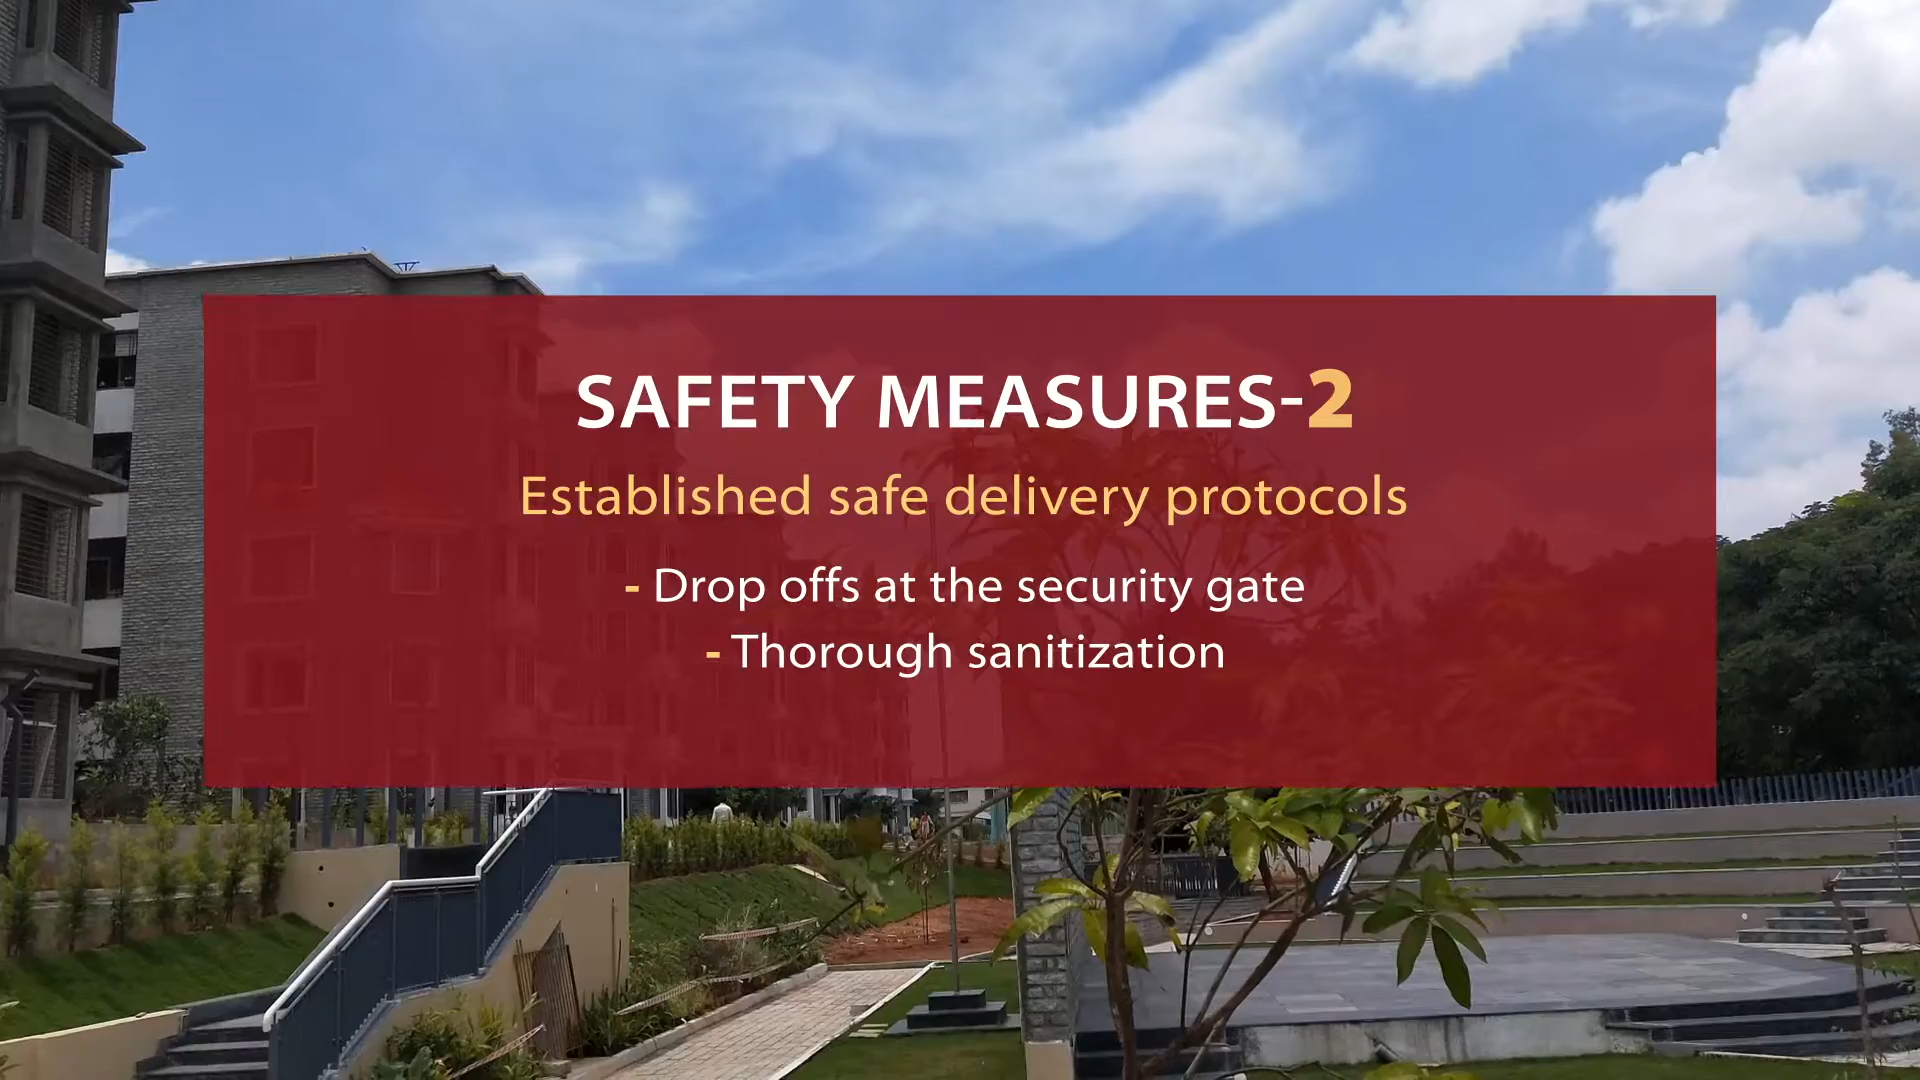 SAFETY MEASURES-2
Established safe delivery protocols
- Drop offs at the security gate
- Thorough sanitization